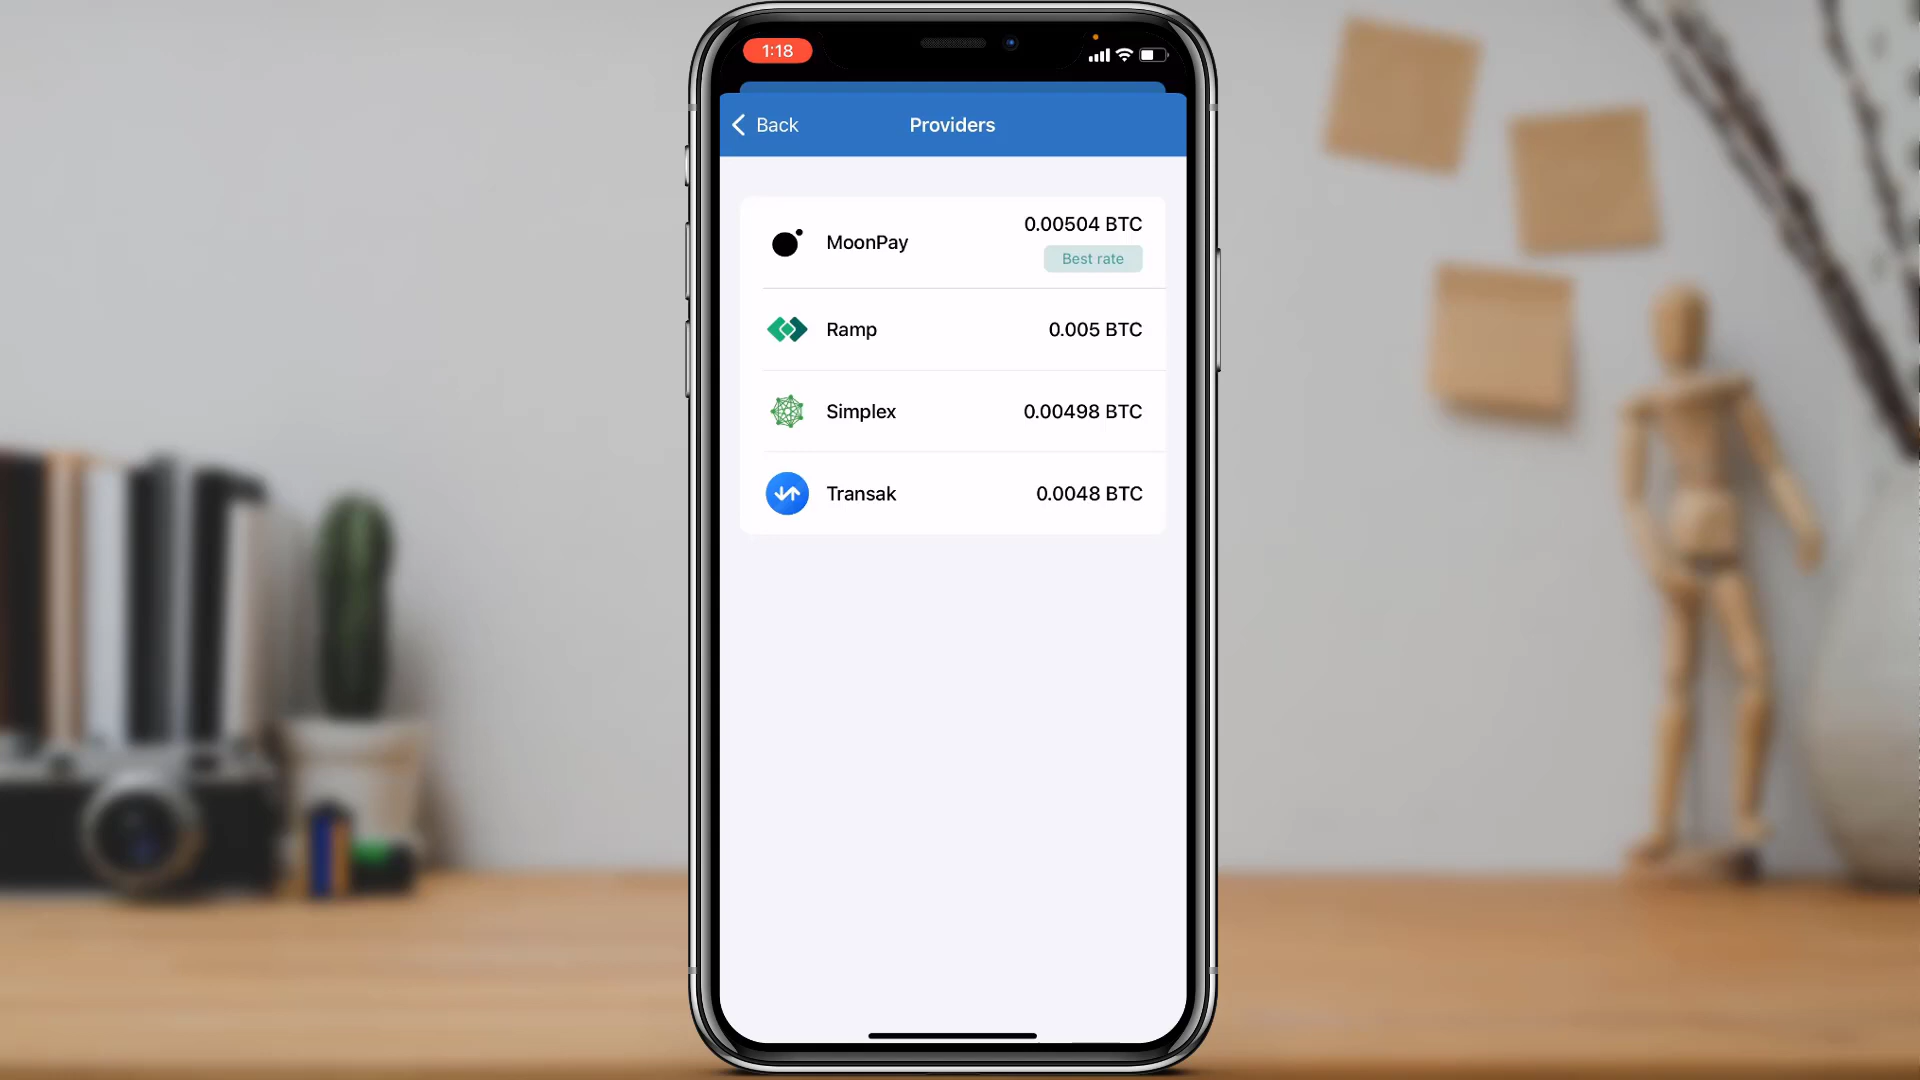 1:18
Back
Providers
MoonPay
0.00504 BTC
Best rate
Ramp
0.005 BTC
Simplex
0.00498 BTC
Transak
0.0048 BTC